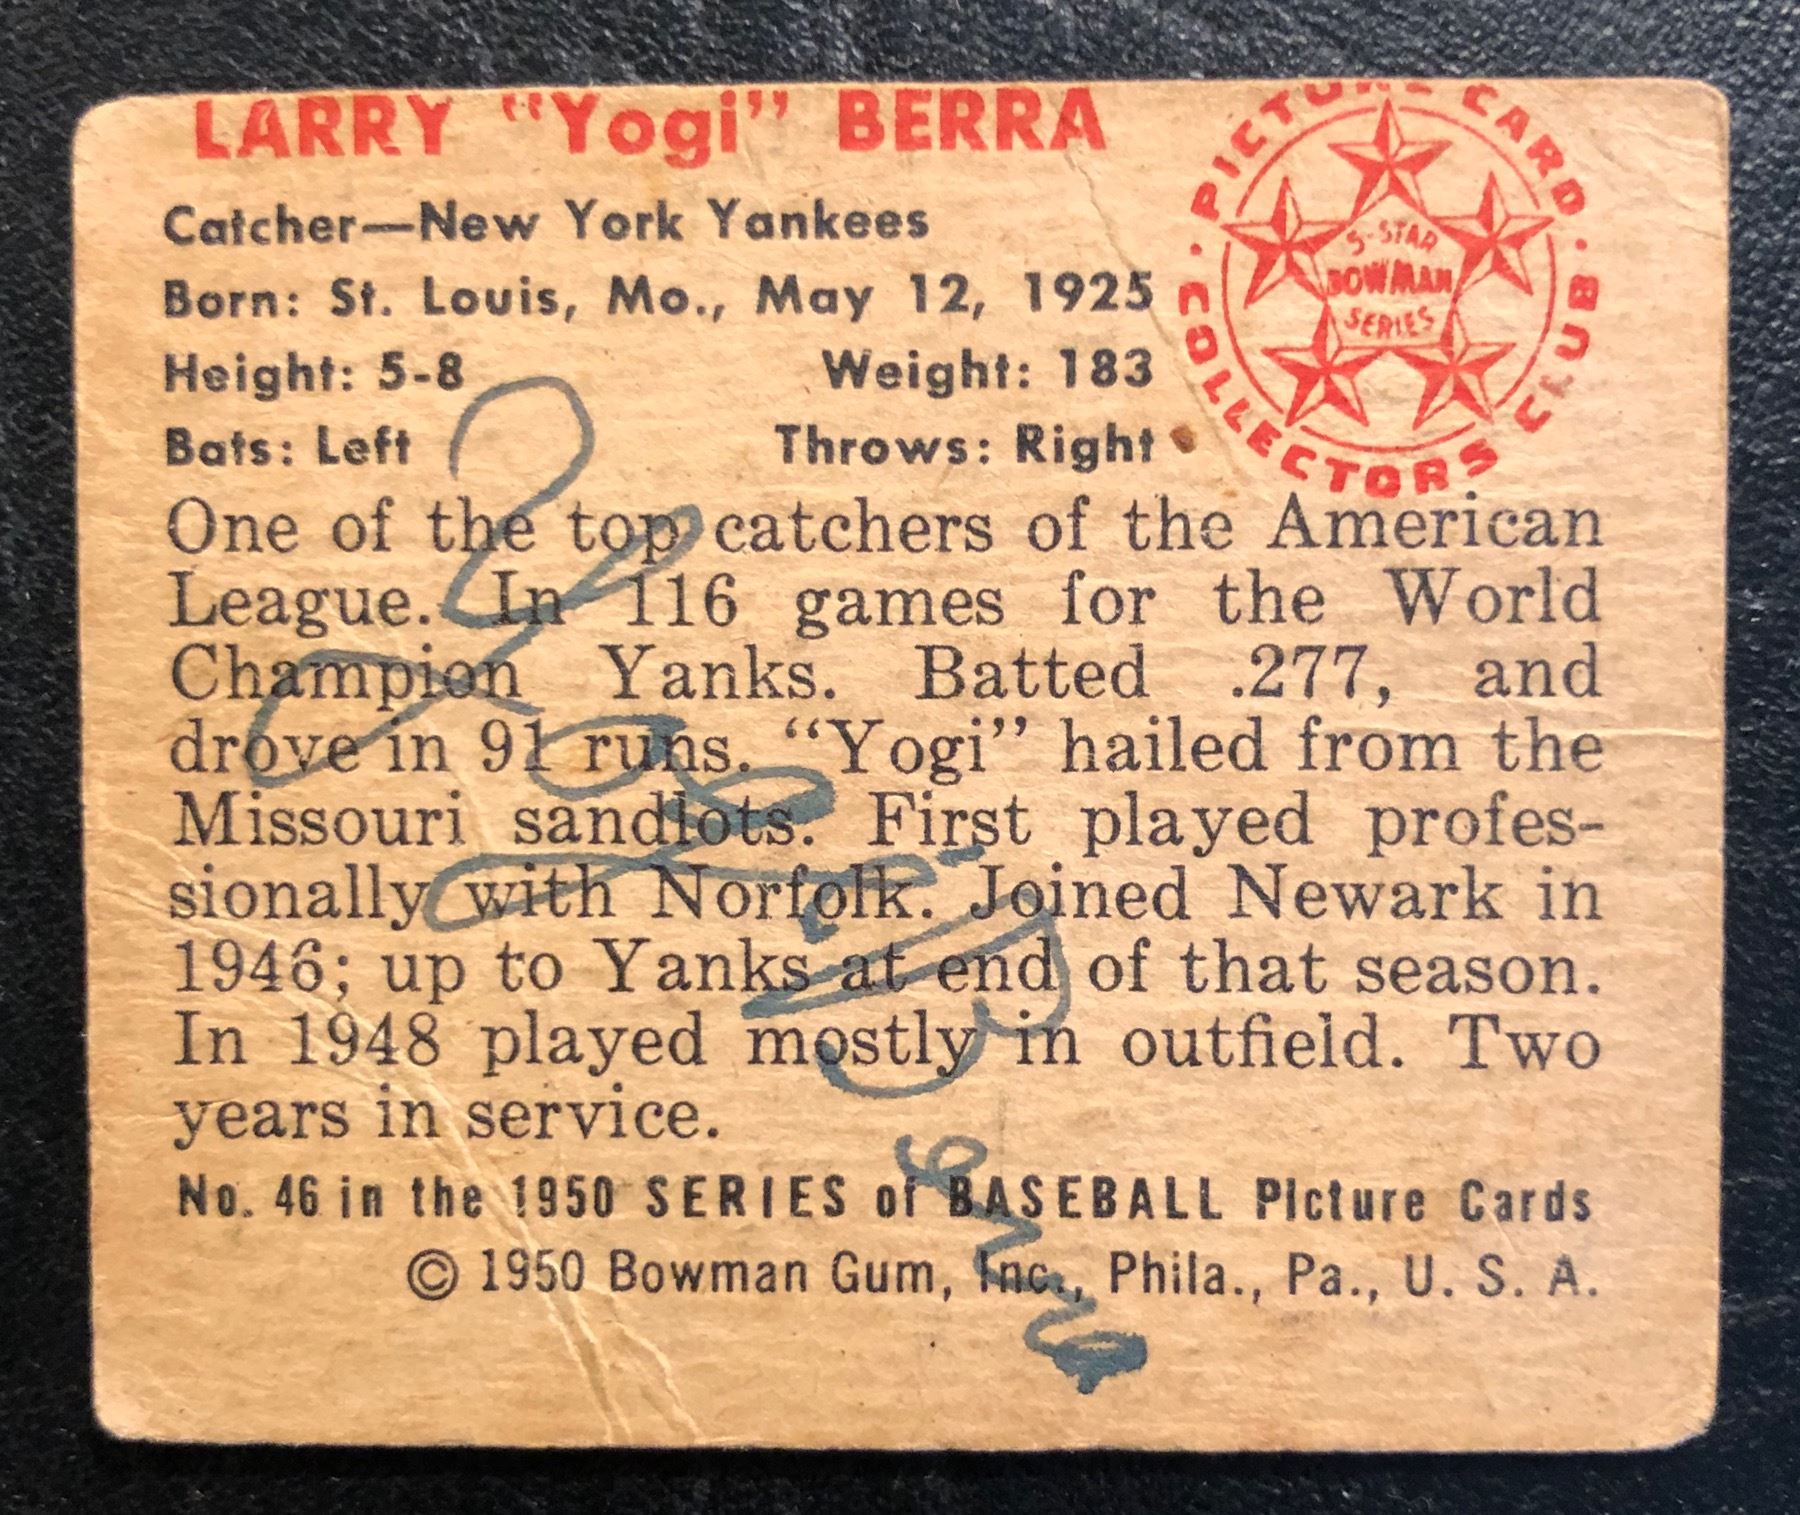 LARRY "Yogi" BERRA
PICTURE CARD COLLECTORS CLUB
5-STAR
BOWMAN
SERIES
Catcher—New York Yankees
Born: St. Louis, Mo., May 12, 1925
Height: 5-8 Weight: 183
Bats: Left Throws: Right
One of the top catchers of the American
League. In 116 games for the World
Champion Yanks. Batted .277, and
drove in 91 runs. “Yogi” hailed from the
Missouri sandlots. First played profes-
sionally with Norfolk. Joined Newark in
1946; up to Yanks at end of that season.
In 1948 played mostly in outfield. Two
years in service.
No. 46 in the 1950 SERIES of BASEBALL Picture Cards
© 1950 Bowman Gum, Inc., Phila., Pa., U. S. A.
Yogi Berra